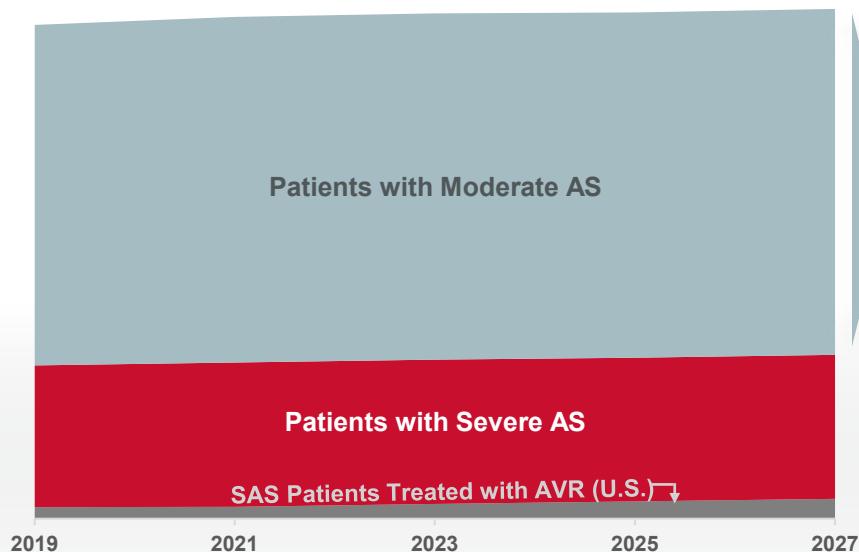 Patients with Moderate AS
Patients with Severe AS
SAS Patients Treated with AVR (U.S.)
2019 2021 2023 2025 2027